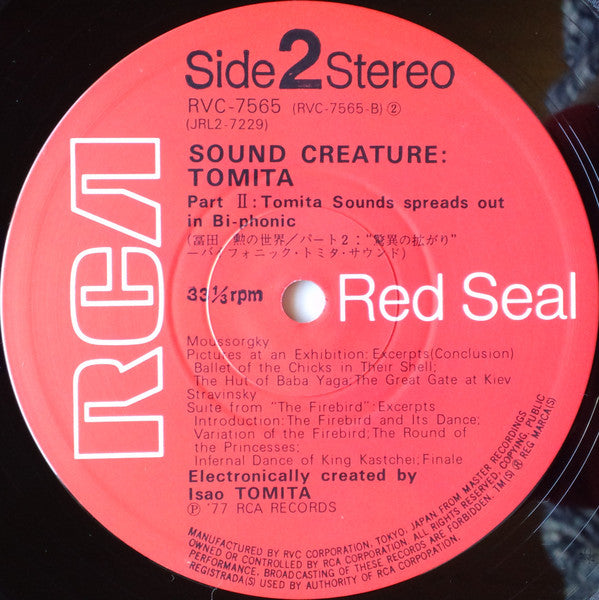 Side 2 Stereo
RVC-7565 (RVC-7565-B) ②
(JRL2-7229)
SOUND CREATURE:
TOMITA
Part Ⅱ: Tomita Sounds spreads out
in Bi-phonic
(冨田 勲の世界/パート2:“驚異の拡がり”
—バイフォニック・トミタ・サウンド)
33⅓rpm
RCA
Red Seal
Moussorgky
Pictures at an Exhibition: Excerpts(Conclusion)
Ballet of the Chicks in Their Shell;
The Hut of Baba Yaga; The Great Gate at Kiev
Stravinsky
Suite from "The Firebird": Excerpts
Introduction: The Firebird and Its Dance;
Variation of the Firebird; The Round of
the Princesses;
Infernal Dance of King Kastchei; Finale
Electronically created by
Isao TOMITA
Ⓟ '77 RCA RECORDS
MANUFACTURED BY RVC CORPORATION, TOKYO, JAPAN, FROM MASTER RECORDINGS
OWNED OR CONTROLLED BY RCA CORPORATION. ALL RIGHTS RESERVED. COPYING, PUBLIC
PERFORMANCE, BROADCASTING OF THESE RECORDS ARE FORBIDDEN. TM(S) ® REG MARCA(S)
REGISTRADA(S) USED BY AUTHORITY OF RCA CORPORATION.